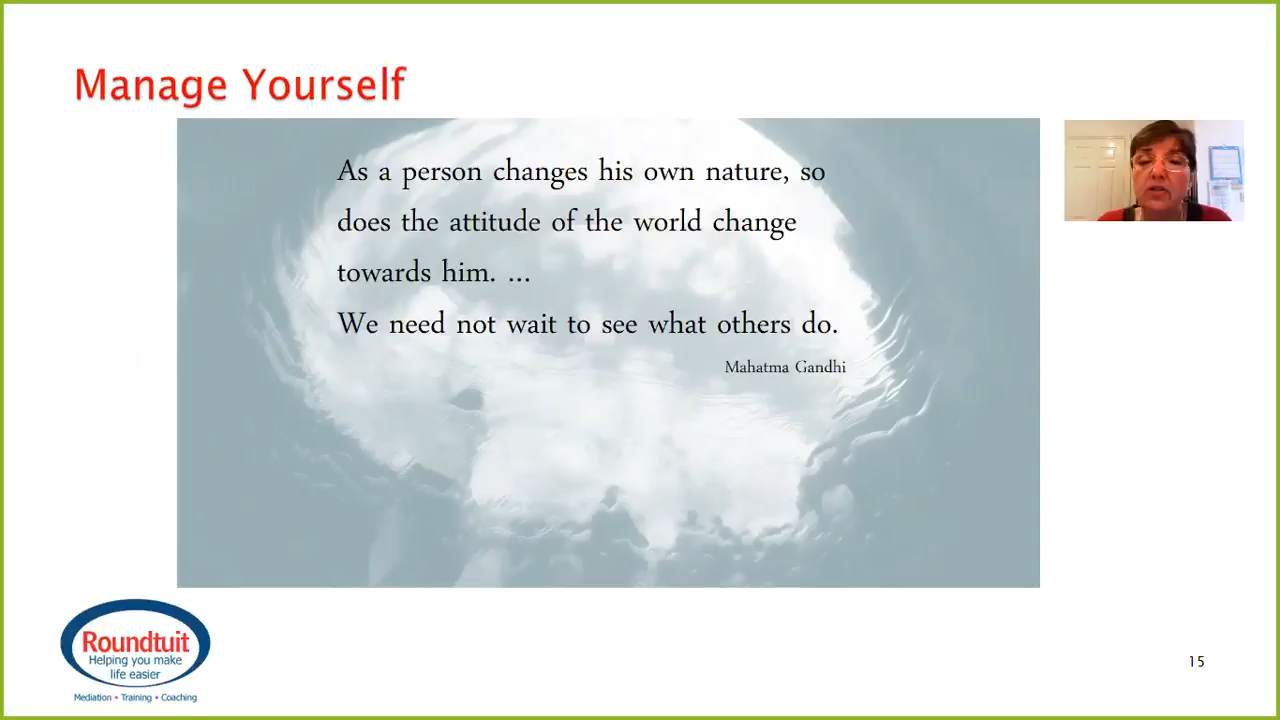 Manage Yourself
As a person changes his own nature, so
does the attitude of the world change
towards him. ...
We need not wait to see what others do.
Mahatma Gandhi
Roundtuit
Helping you make
life easier
Mediation • Training • Coaching
15